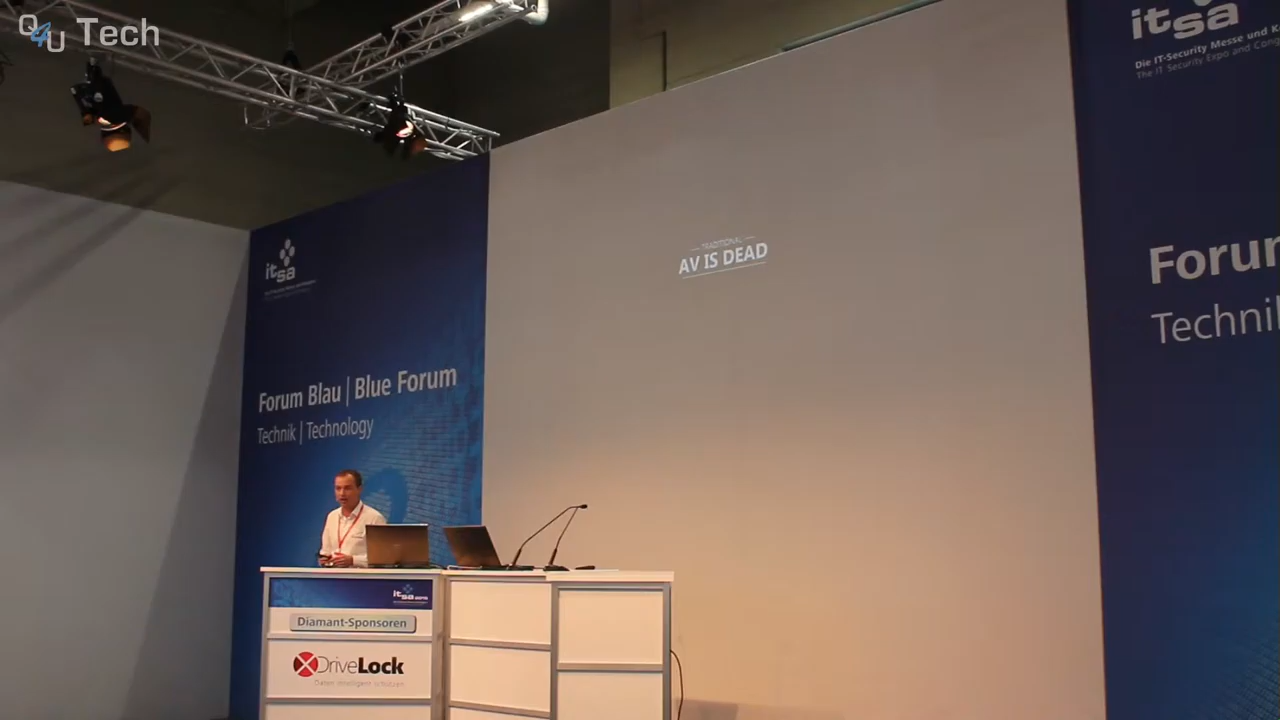 Q4U Tech
itsa
Die IT-Security Messe und K
The IT Security Expo and Cong
TRADITIONAL
AV IS DEAD
itsa
Forum Blau | Blue Forum
Technik | Technology
Forum
Technik
itsa
Diamant-Sponsoren
DriveLock
Daten intelligent schützen